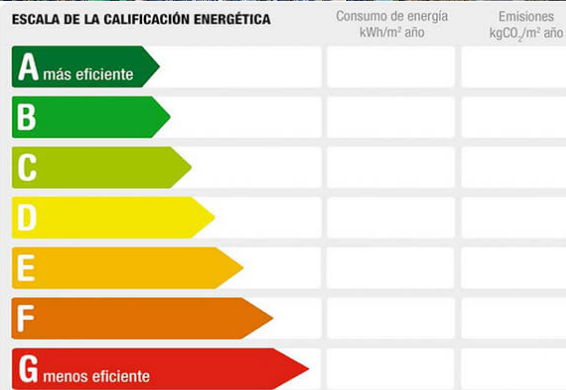 ESCALA DE LA CALIFICACIÓN ENERGÉTICA
Consumo de energía
kWh/m² año
Emisiones
kgCO₂/m² año
A más eficiente
B
C
D
E
F
G menos eficiente